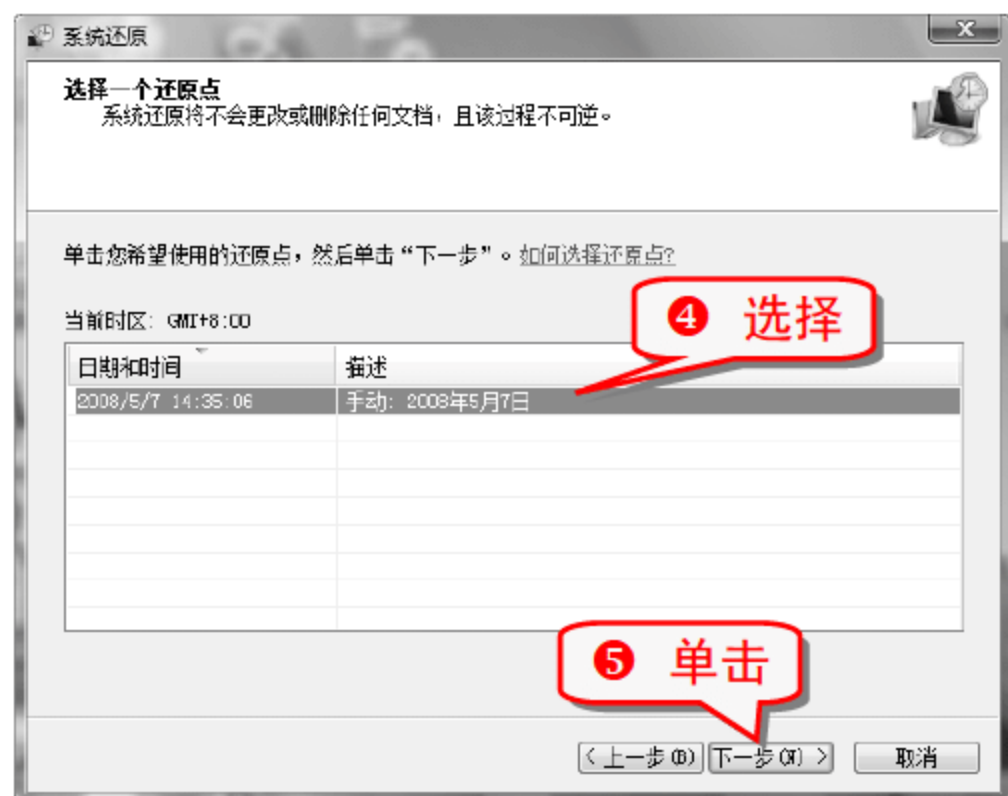 系统还原
选择一个还原点
系统还原将不会更改或删除任何文档，且该过程不可逆。
单击您希望使用的还原点，然后单击“下一步”。如何选择还原点?
❹ 选择
当前时区: GMT+8:00
日期和时间 描述
2008/5/7 14:35:06 手动: 2008年5月7日
❺ 单击
< 上一步(B) 下一步(N) > 取消